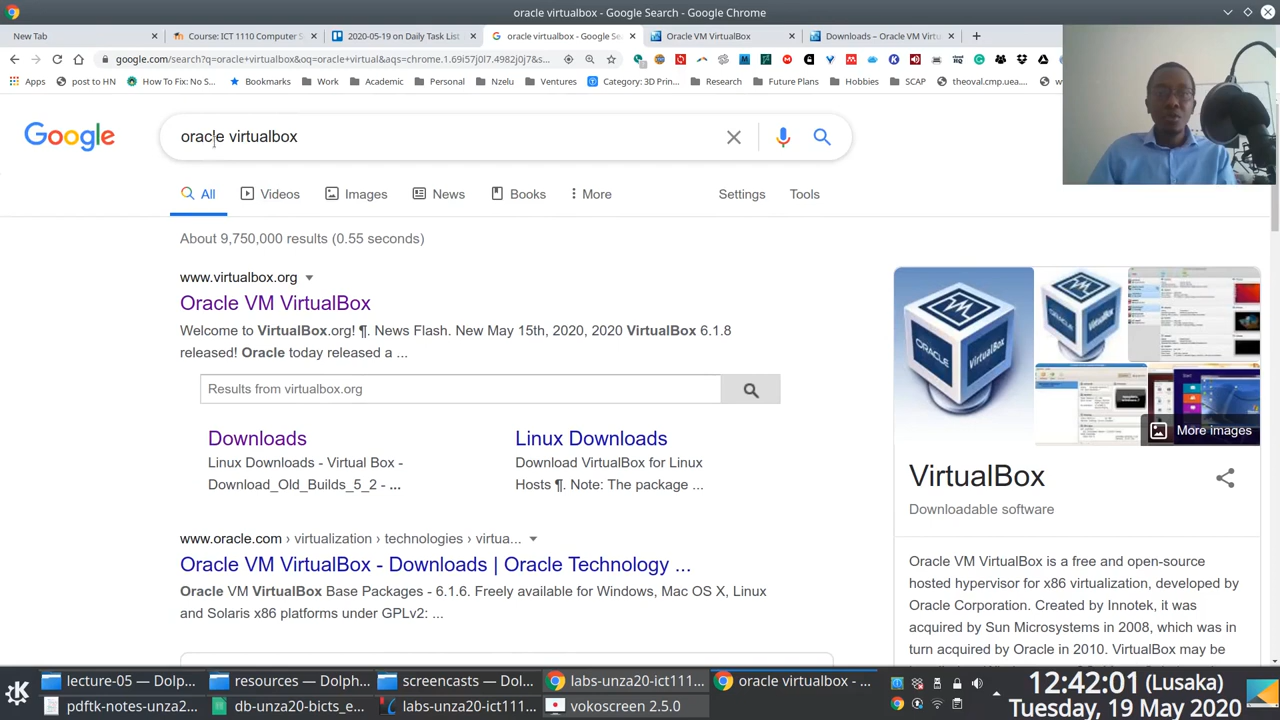 oracle virtualbox - Google Search - Google Chrome
New Tab
Course: ICT 1110 Computer S
2020-05-19 on Daily Task List
oracle virtualbox - Google Sea
Oracle VM VirtualBox
Downloads – Oracle VM Virtu
google.com/search?q=oracle+virtualbox&oq=oracle+virtual&aqs=chrome.1.69i57j0l7.4982j0j7&s...
Apps
post to HN
How To Fix: No S...
Bookmarks
Work
Academic
Personal
Nzelu
Ventures
Category: 3D Prin...
Research
Future Plans
Hobbies
SCAP
theoval.cmp.uea...
Google
oracle virtualbox
All
Videos
Images
News
Books
More
Settings
Tools
About 9,750,000 results (0.55 seconds)
www.virtualbox.org
Oracle VM VirtualBox
Welcome to VirtualBox.org! ¶. News Flash. New May 15th, 2020, 2020 VirtualBox 6.1.8
released! Oracle today released a ...
Results from virtualbox.org
Downloads
Linux Downloads - Virtual Box -
Download_Old_Builds_5_2 - ...
Linux Downloads
Download VirtualBox for Linux
Hosts ¶. Note: The package ...
www.oracle.com › virtualization › technologies › virtua...
Oracle VM VirtualBox - Downloads | Oracle Technology ...
Oracle VM VirtualBox Base Packages - 6.1.6. Freely available for Windows, Mac OS X, Linux
and Solaris x86 platforms under GPLv2: ...
More images
VirtualBox
Downloadable software
Oracle VM VirtualBox is a free and open-source
hosted hypervisor for x86 virtualization, developed by
Oracle Corporation. Created by Innotek, it was
acquired by Sun Microsystems in 2008, which was in
turn acquired by Oracle in 2010. VirtualBox may be
lecture-05 — Dolp...
resources — Dolph...
screencasts — Dol...
labs-unza20-ict111...
oracle virtualbox - ...
pdftk-notes-unza2...
db-unza20-bicts_e...
labs-unza20-ict111...
vokoscreen 2.5.0
12:42:01 (Lusaka)
Tuesday, 19 May 2020